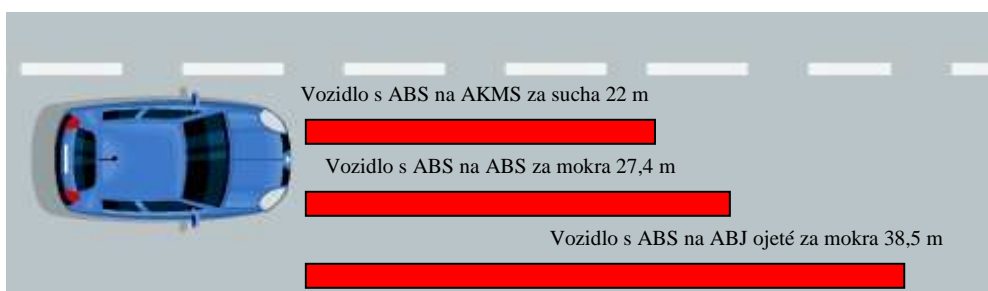 Vozidlo s ABS na AKMS za sucha 22 m
Vozidlo s ABS na ABS za mokra 27,4 m
Vozidlo s ABS na ABJ ojeté za mokra 38,5 m